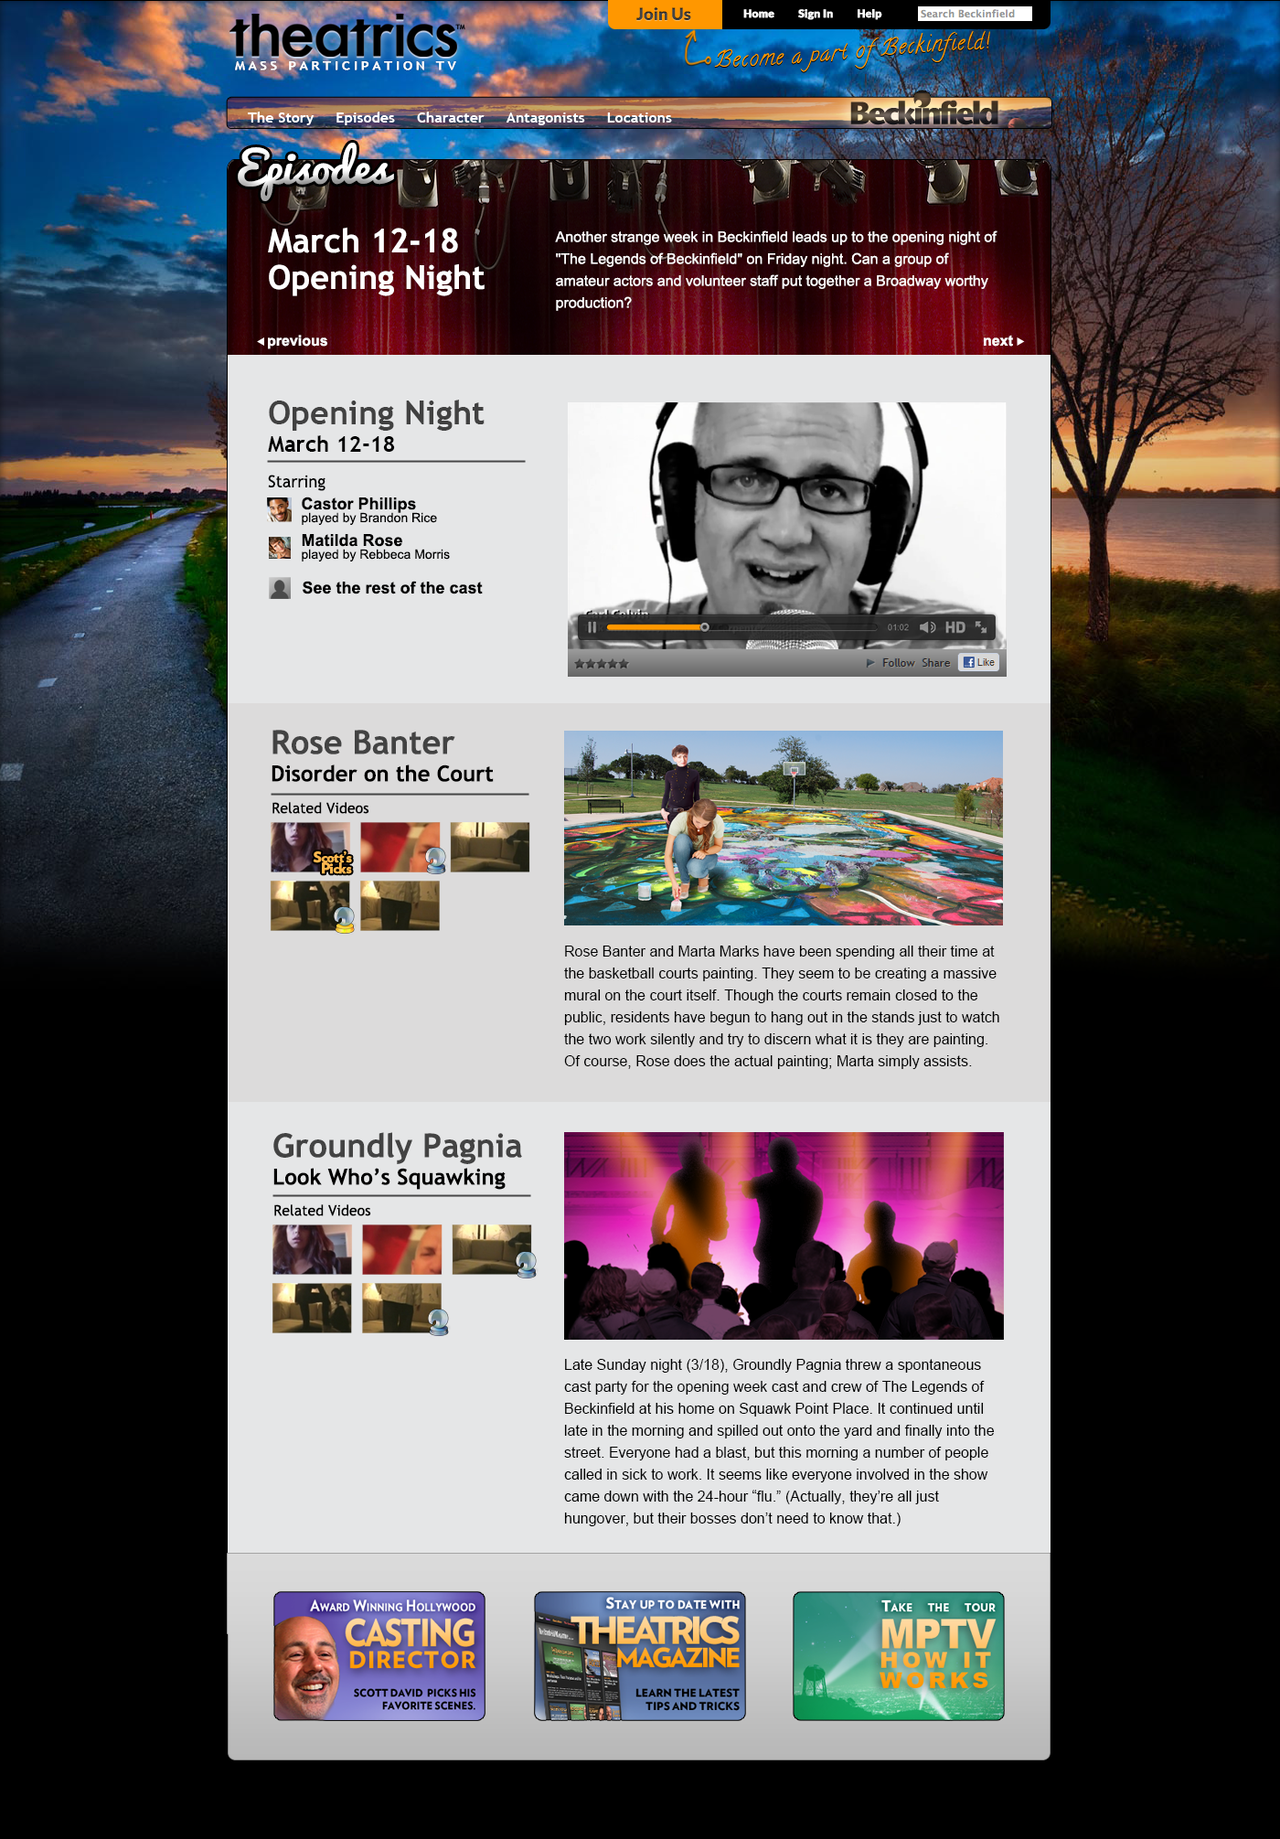 Join Us
Home Sign In Help Search Beckinfield
theatrics™
MASS PARTICIPATION TV
Become a part of Beckinfield!
The Story Episodes Character Antagonists Locations Beckinfield
Episodes
March 12-18
Opening Night
Another strange week in Beckinfield leads up to the opening night of
"The Legends of Beckinfield" on Friday night. Can a group of
amateur actors and volunteer staff put together a Broadway worthy
production?
previous
next
Opening Night
March 12-18
Starring
Castor Phillips
played by Brandon Rice
Matilda Rose
played by Rebbeca Morris
See the rest of the cast
01:02 HD
Follow Share Like
Rose Banter
Disorder on the Court
Related Videos
Scott's
Picks
Rose Banter and Marta Marks have been spending all their time at
the basketball courts painting. They seem to be creating a massive
mural on the court itself. Though the courts remain closed to the
public, residents have begun to hang out in the stands just to watch
the two work silently and try to discern what it is they are painting.
Of course, Rose does the actual painting; Marta simply assists.
Groundly Pagnia
Look Who's Squawking
Related Videos
Late Sunday night (3/18), Groundly Pagnia threw a spontaneous
cast party for the opening week cast and crew of The Legends of
Beckinfield at his home on Squawk Point Place. It continued until
late in the morning and spilled out onto the yard and finally into the
street. Everyone had a blast, but this morning a number of people
called in sick to work. It seems like everyone involved in the show
came down with the 24-hour “flu.” (Actually, they’re all just
hungover, but their bosses don’t need to know that.)
AWARD WINNING HOLLYWOOD
CASTING
DIRECTOR
SCOTT DAVID PICKS HIS
FAVORITE SCENES.
STAY UP TO DATE WITH
THEATRICS
MAGAZINE
LEARN THE LATEST
TIPS AND TRICKS
TAKE THE TOUR
MPTV
HOW IT
WORKS